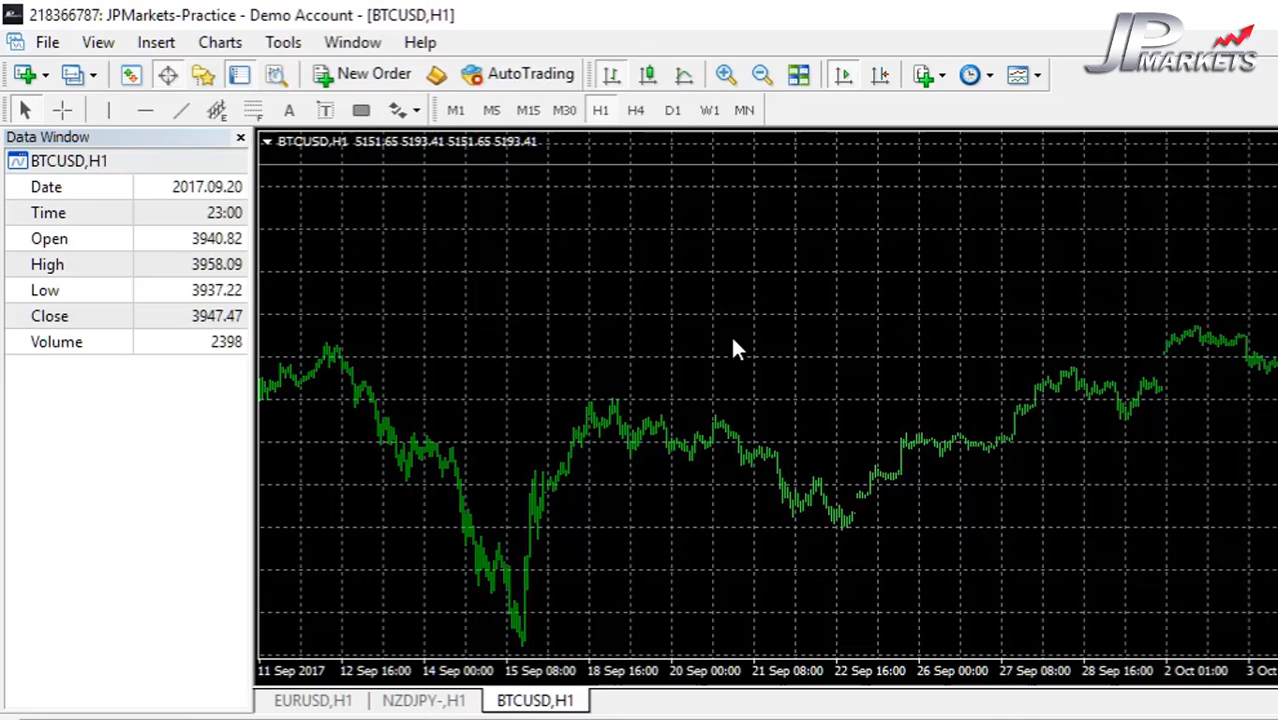 218366787: JPMarkets-Practice - Demo Account - [BTCUSD,H1]
File View Insert Charts Tools Window Help
JP MARKETS
New Order AutoTrading
A T M1 M5 M15 M30 H1 H4 D1 W1 MN
Data Window
BTCUSD,H1
Date 2017.09.20
Time 23:00
Open 3940.82
High 3958.09
Low 3937.22
Close 3947.47
Volume 2398
BTCUSD,H1 5151.65 5193.41 5151.65 5193.41
11 Sep 2017 12 Sep 16:00 14 Sep 00:00 15 Sep 08:00 18 Sep 16:00 20 Sep 00:00 21 Sep 08:00 22 Sep 16:00 26 Sep 00:00 27 Sep 08:00 28 Sep 16:00 2 Oct 01:00 3 Oct
EURUSD,H1 NZDJPY-,H1 BTCUSD,H1